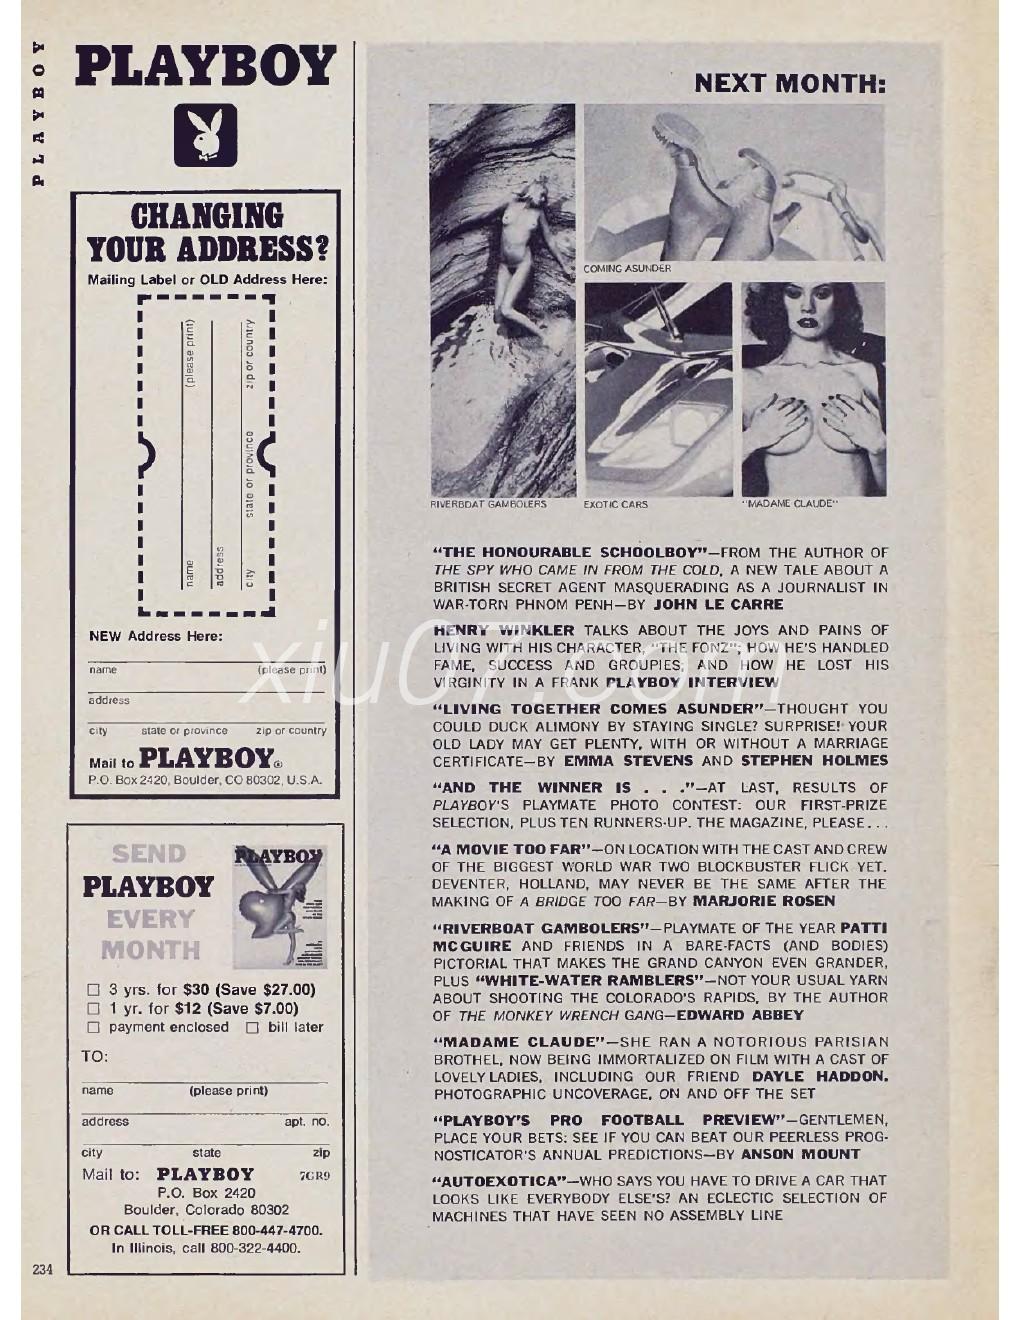 PLAYBOY
PLAYBOY
CHANGING
YOUR ADDRESS?
Mailing Label or OLD Address Here:
name (please print)
address
city state or province zip or country
NEW Address Here:
name (please print)
address
city state or province zip or country
Mail to PLAYBOY®
P.O. Box 2420, Boulder, CO 80302, U.S.A.
SEND
PLAYBOY
EVERY
MONTH
PLAYBOY
☐ 3 yrs. for $30 (Save $27.00)
☐ 1 yr. for $12 (Save $7.00)
☐ payment enclosed ☐ bill later
TO:
name (please print)
address apt. no.
city state zip
Mail to: PLAYBOY 7GR9
P.O. Box 2420
Boulder, Colorado 80302
OR CALL TOLL-FREE 800-447-4700.
In Illinois, call 800-322-4400.
234
NEXT MONTH:
COMING ASUNDER
RIVERBOAT GAMBOLERS
EXOTIC CARS
"MADAME CLAUDE"
"THE HONOURABLE SCHOOLBOY"—FROM THE AUTHOR OF
THE SPY WHO CAME IN FROM THE COLD, A NEW TALE ABOUT A
BRITISH SECRET AGENT MASQUERADING AS A JOURNALIST IN
WAR-TORN PHNOM PENH—BY JOHN LE CARRE
HENRY WINKLER TALKS ABOUT THE JOYS AND PAINS OF
LIVING WITH HIS CHARACTER, "THE FONZ"; HOW HE'S HANDLED
FAME, SUCCESS AND GROUPIES; AND HOW HE LOST HIS
VIRGINITY IN A FRANK PLAYBOY INTERVIEW
"LIVING TOGETHER COMES ASUNDER"—THOUGHT YOU
COULD DUCK ALIMONY BY STAYING SINGLE? SURPRISE! YOUR
OLD LADY MAY GET PLENTY, WITH OR WITHOUT A MARRIAGE
CERTIFICATE—BY EMMA STEVENS AND STEPHEN HOLMES
"AND THE WINNER IS . . ."—AT LAST, RESULTS OF
PLAYBOY'S PLAYMATE PHOTO CONTEST: OUR FIRST-PRIZE
SELECTION, PLUS TEN RUNNERS-UP. THE MAGAZINE, PLEASE...
"A MOVIE TOO FAR"—ON LOCATION WITH THE CAST AND CREW
OF THE BIGGEST WORLD WAR TWO BLOCKBUSTER FLICK YET.
DEVENTER, HOLLAND, MAY NEVER BE THE SAME AFTER THE
MAKING OF A BRIDGE TOO FAR—BY MARJORIE ROSEN
"RIVERBOAT GAMBOLERS"—PLAYMATE OF THE YEAR PATTI
MC GUIRE AND FRIENDS IN A BARE-FACTS (AND BODIES)
PICTORIAL THAT MAKES THE GRAND CANYON EVEN GRANDER,
PLUS "WHITE-WATER RAMBLERS"—NOT YOUR USUAL YARN
ABOUT SHOOTING THE COLORADO'S RAPIDS, BY THE AUTHOR
OF THE MONKEY WRENCH GANG—EDWARD ABBEY
"MADAME CLAUDE"—SHE RAN A NOTORIOUS PARISIAN
BROTHEL, NOW BEING IMMORTALIZED ON FILM WITH A CAST OF
LOVELY LADIES, INCLUDING OUR FRIEND DAYLE HADDON.
PHOTOGRAPHIC UNCOVERAGE, ON AND OFF THE SET
"PLAYBOY'S PRO FOOTBALL PREVIEW"—GENTLEMEN,
PLACE YOUR BETS: SEE IF YOU CAN BEAT OUR PEERLESS PROG-
NOSTICATOR'S ANNUAL PREDICTIONS—BY ANSON MOUNT
"AUTOEXOTICA"—WHO SAYS YOU HAVE TO DRIVE A CAR THAT
LOOKS LIKE EVERYBODY ELSE'S? AN ECLECTIC SELECTION OF
MACHINES THAT HAVE SEEN NO ASSEMBLY LINE
xiu07.com